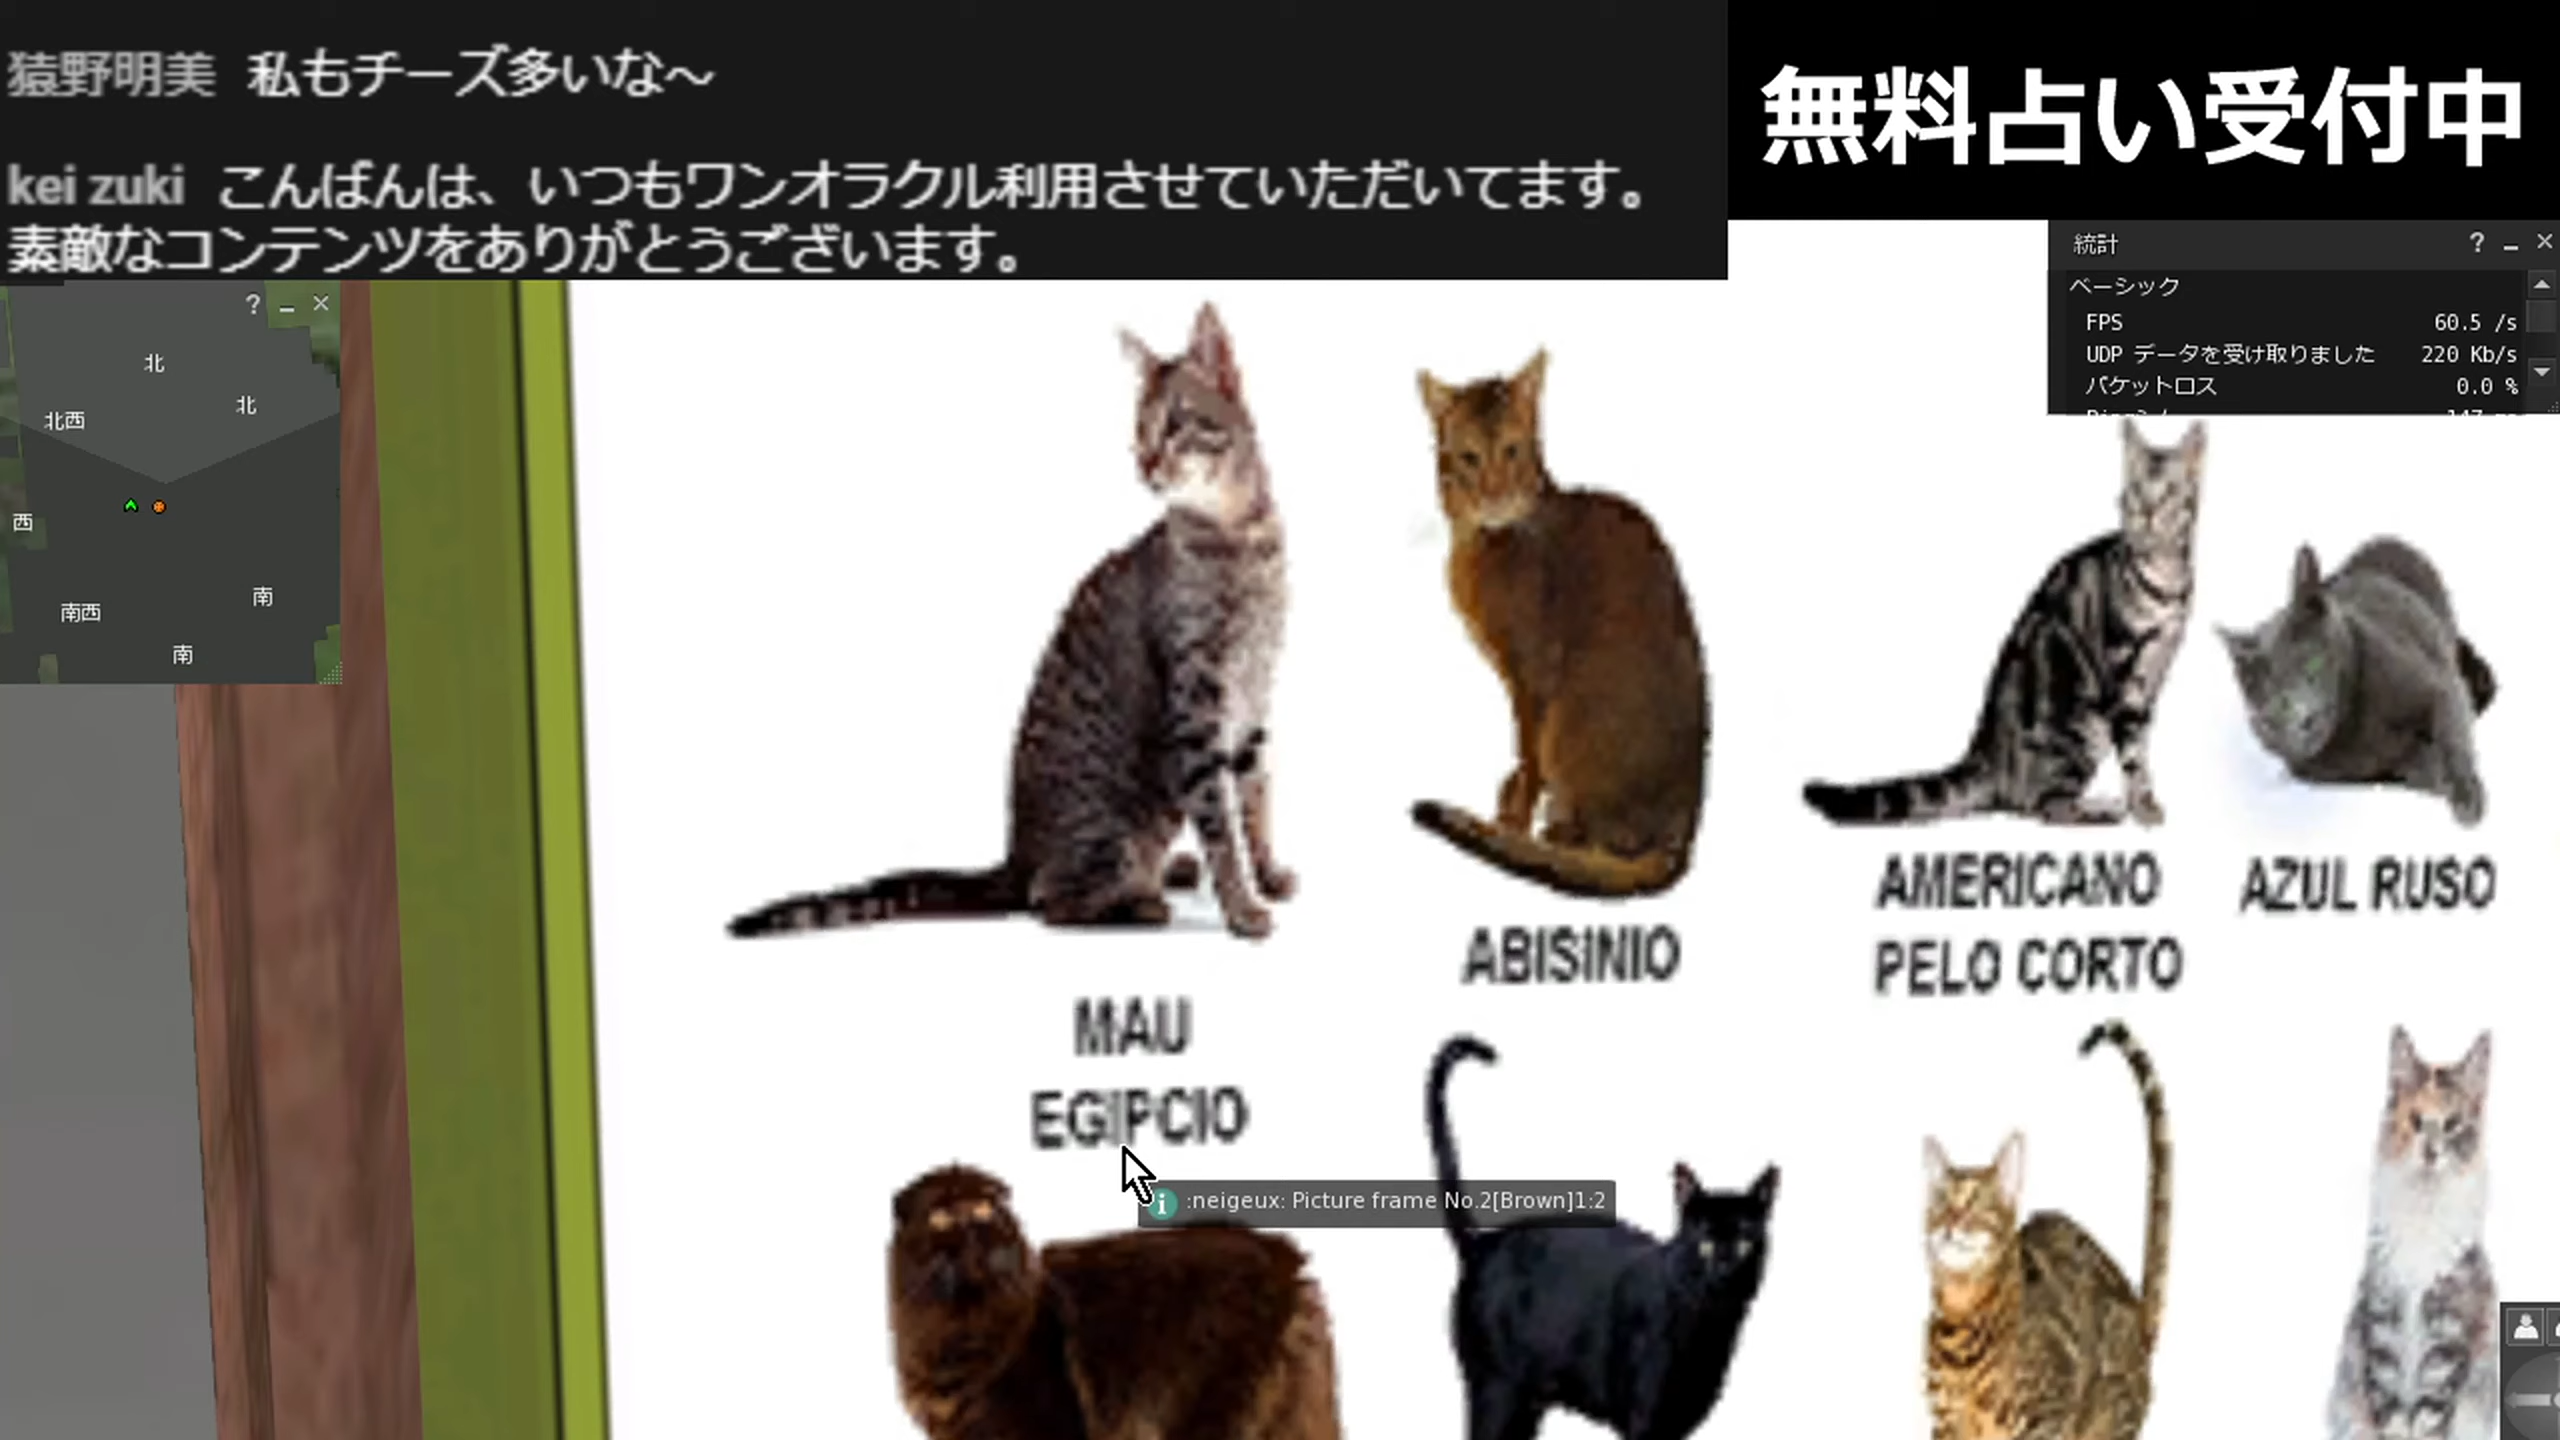 猿野明美 私もチーズ多いな～
kei zuki こんばんは、いつもワンオラクル利用させていただいてます。
素敵なコンテンツをありがとうございます。
無料占い受付中
統計
ベーシック
FPS 60.5 /s
UDP データを受け取りました 220 Kb/s
パケットロス 0.0 %
北
北
北西
西
南西
南
南
MAU
EGIPCIO
ABISINIO
AMERICANO
PELO CORTO
AZUL RUSO
:neigeux: Picture frame No.2[Brown]1:2